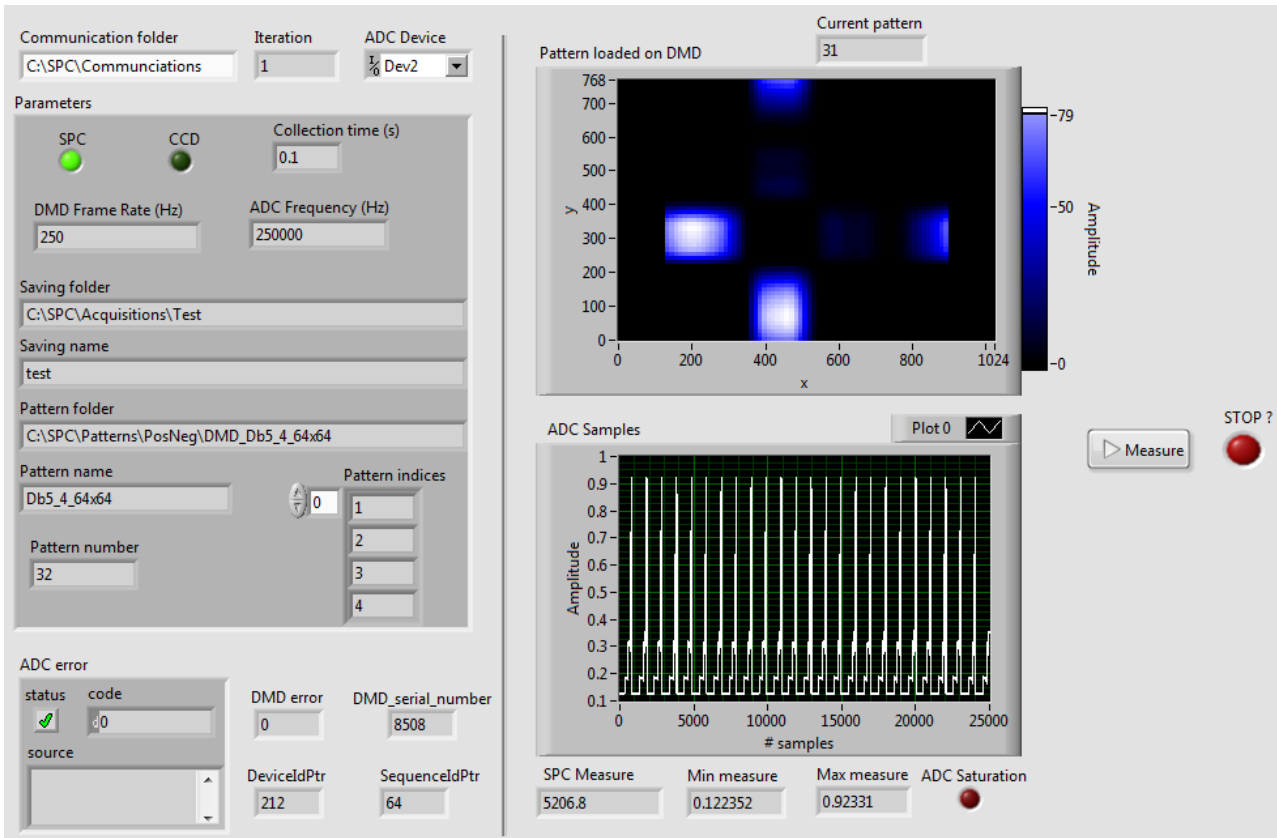 Communication folder
Iteration
ADC Device
C:\SPC\Communciations
1
I/O Dev2
Parameters
SPC
CCD
Collection time (s)
0.1
DMD Frame Rate (Hz)
ADC Frequency (Hz)
250
250000
Saving folder
C:\SPC\Acquisitions\Test
Saving name
test
Pattern folder
C:\SPC\Patterns\PosNeg\DMD_Db5_4_64x64
Pattern name
Db5_4_64x64
Pattern number
32
0
Pattern indices
1
2
3
4
ADC error
status
code
d0
source
DMD error
0
DMD_serial_number
8508
DeviceIdPtr
212
SequenceIdPtr
64
Current pattern
31
Pattern loaded on DMD
768
700
600
500
400
300
200
100
0
y
0 200 400 600 800 1024
x
79
50
0
Amplitude
ADC Samples
Plot 0
1
0.9
0.8
0.7
0.6
0.5
0.4
0.3
0.2
0.1
Amplitude
0 5000 10000 15000 20000 25000
# samples
SPC Measure
5206.8
Min measure
0.122352
Max measure
0.92331
ADC Saturation
Measure
STOP ?